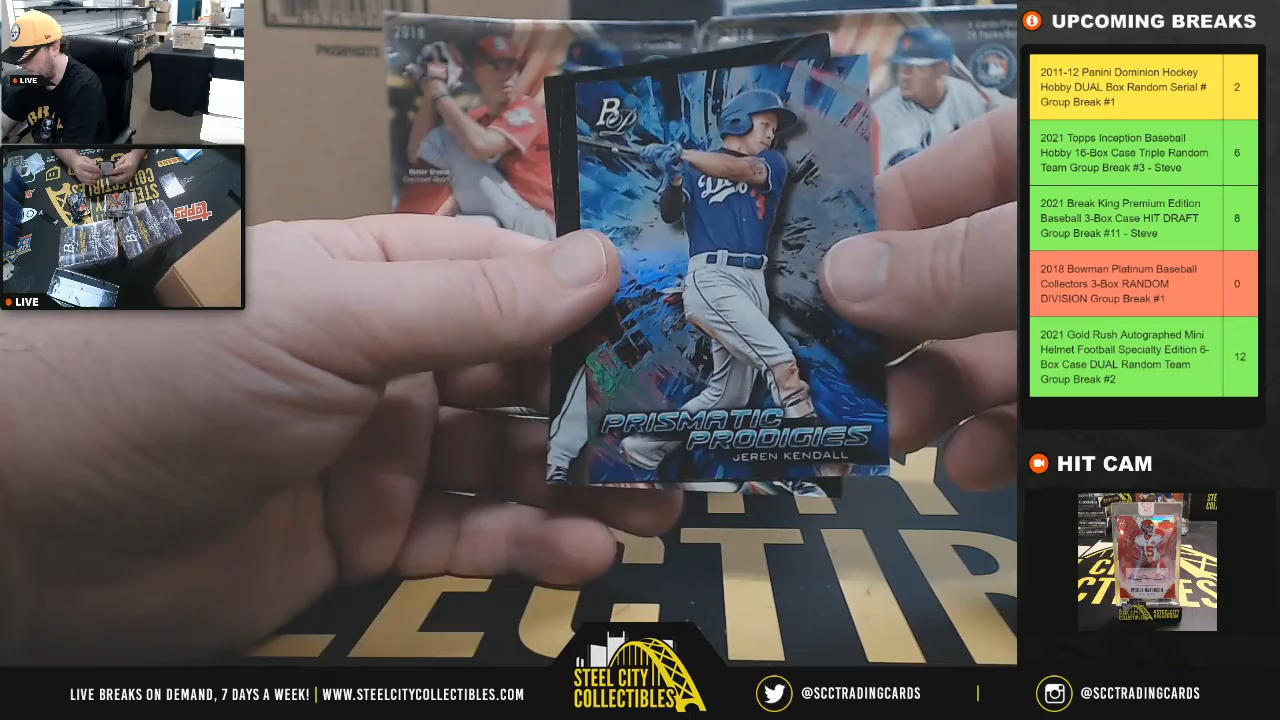 LIVE
LIVE
2018
2018
Hunter Greene
BP
PRISMATIC
PRODIGIES
JEREN KENDALL
UPCOMING BREAKS
2011-12 Panini Dominion Hockey
Hobby DUAL Box Random Serial #
Group Break #1
2
2021 Topps Inception Baseball
Hobby 16-Box Case Triple Random
Team Group Break #3 - Steve
6
2021 Break King Premium Edition
Baseball 3-Box Case HIT DRAFT
Group Break #11 - Steve
8
2018 Bowman Platinum Baseball
Collectors 3-Box RANDOM
DIVISION Group Break #1
0
2021 Gold Rush Autographed Mini
Helmet Football Specialty Edition 6-
Box Case DUAL Random Team
Group Break #2
12
HIT CAM
LIVE BREAKS ON DEMAND, 7 DAYS A WEEK! | WWW.STEELCITYCOLLECTIBLES.COM
STEEL CITY
COLLECTIBLES
@SCCTRADINGCARDS
@SCCTRADINGCARDS